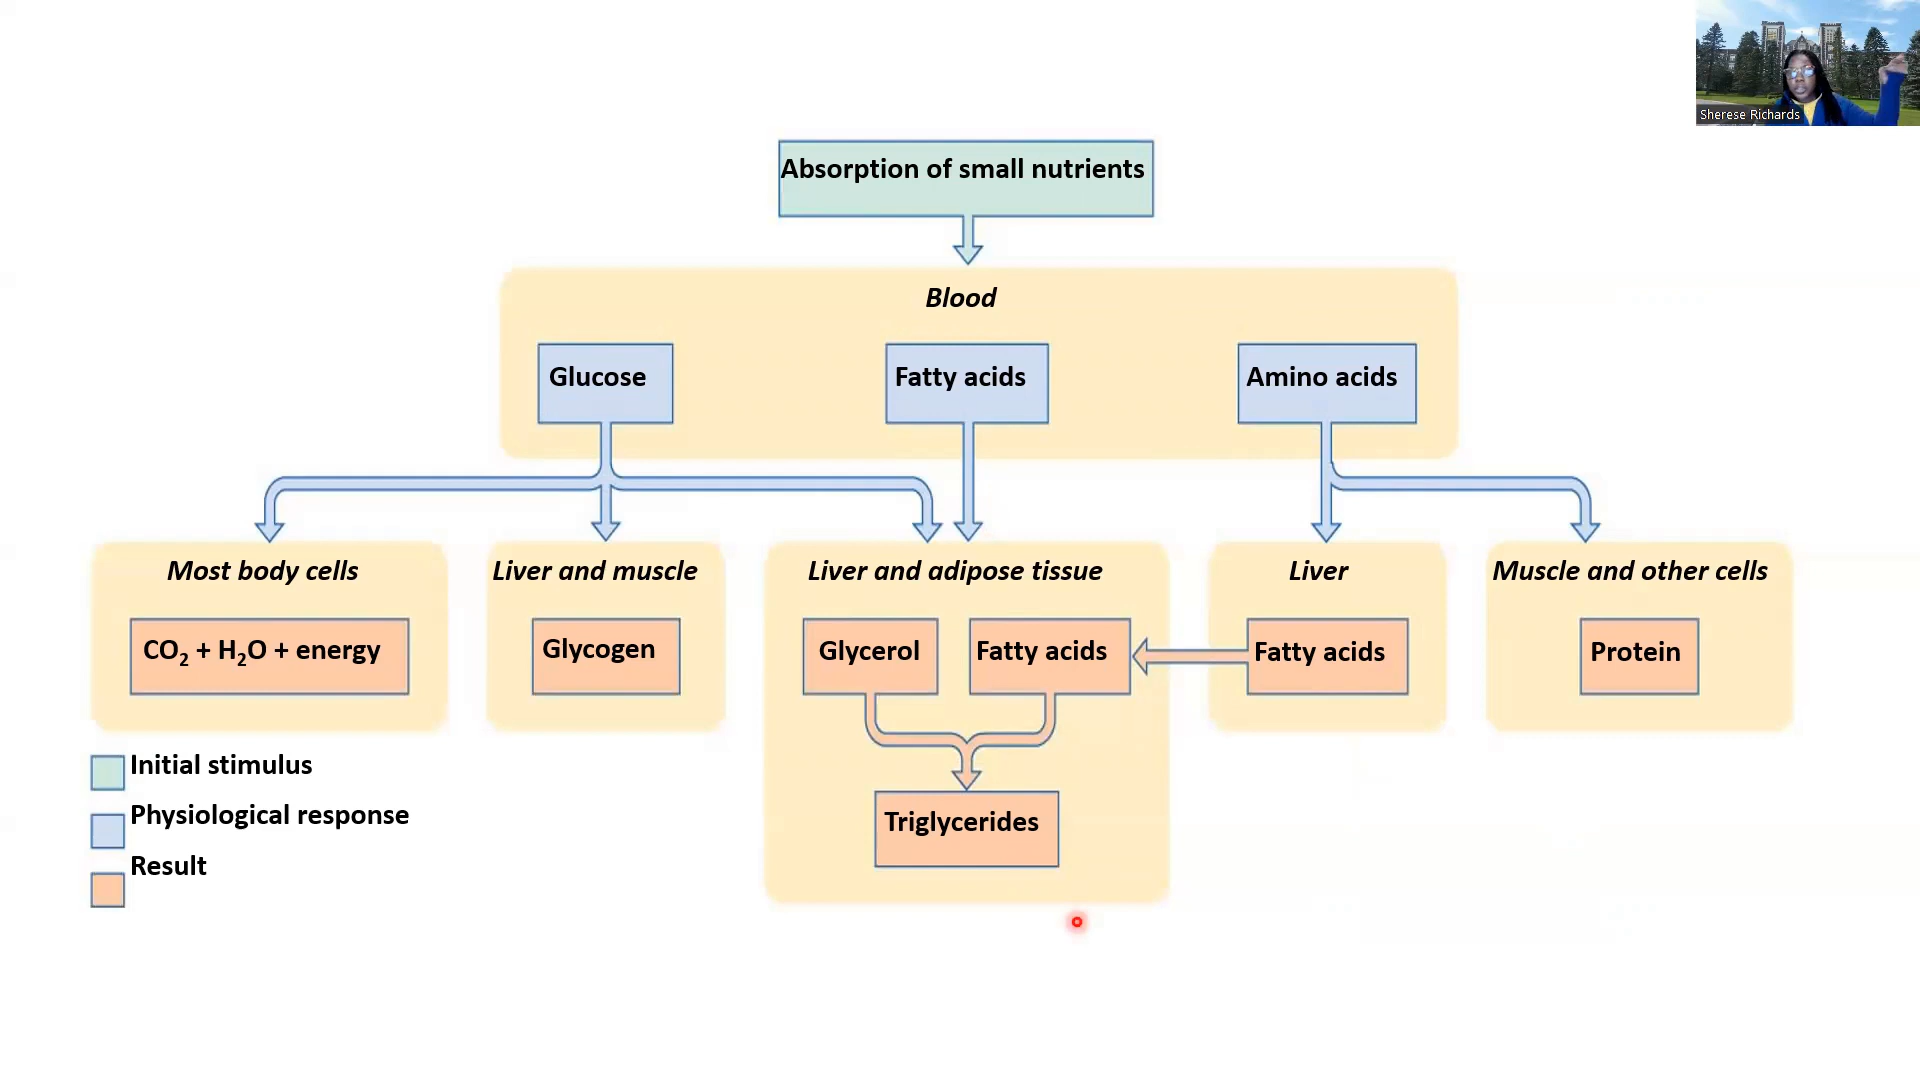 Sherese Richards
Absorption of small nutrients
Blood
Glucose
Fatty acids
Amino acids
Most body cells
Liver and muscle
Liver and adipose tissue
Liver
Muscle and other cells
CO₂ + H₂O + energy
Glycogen
Glycerol
Fatty acids
Fatty acids
Protein
Triglycerides
Initial stimulus
Physiological response
Result